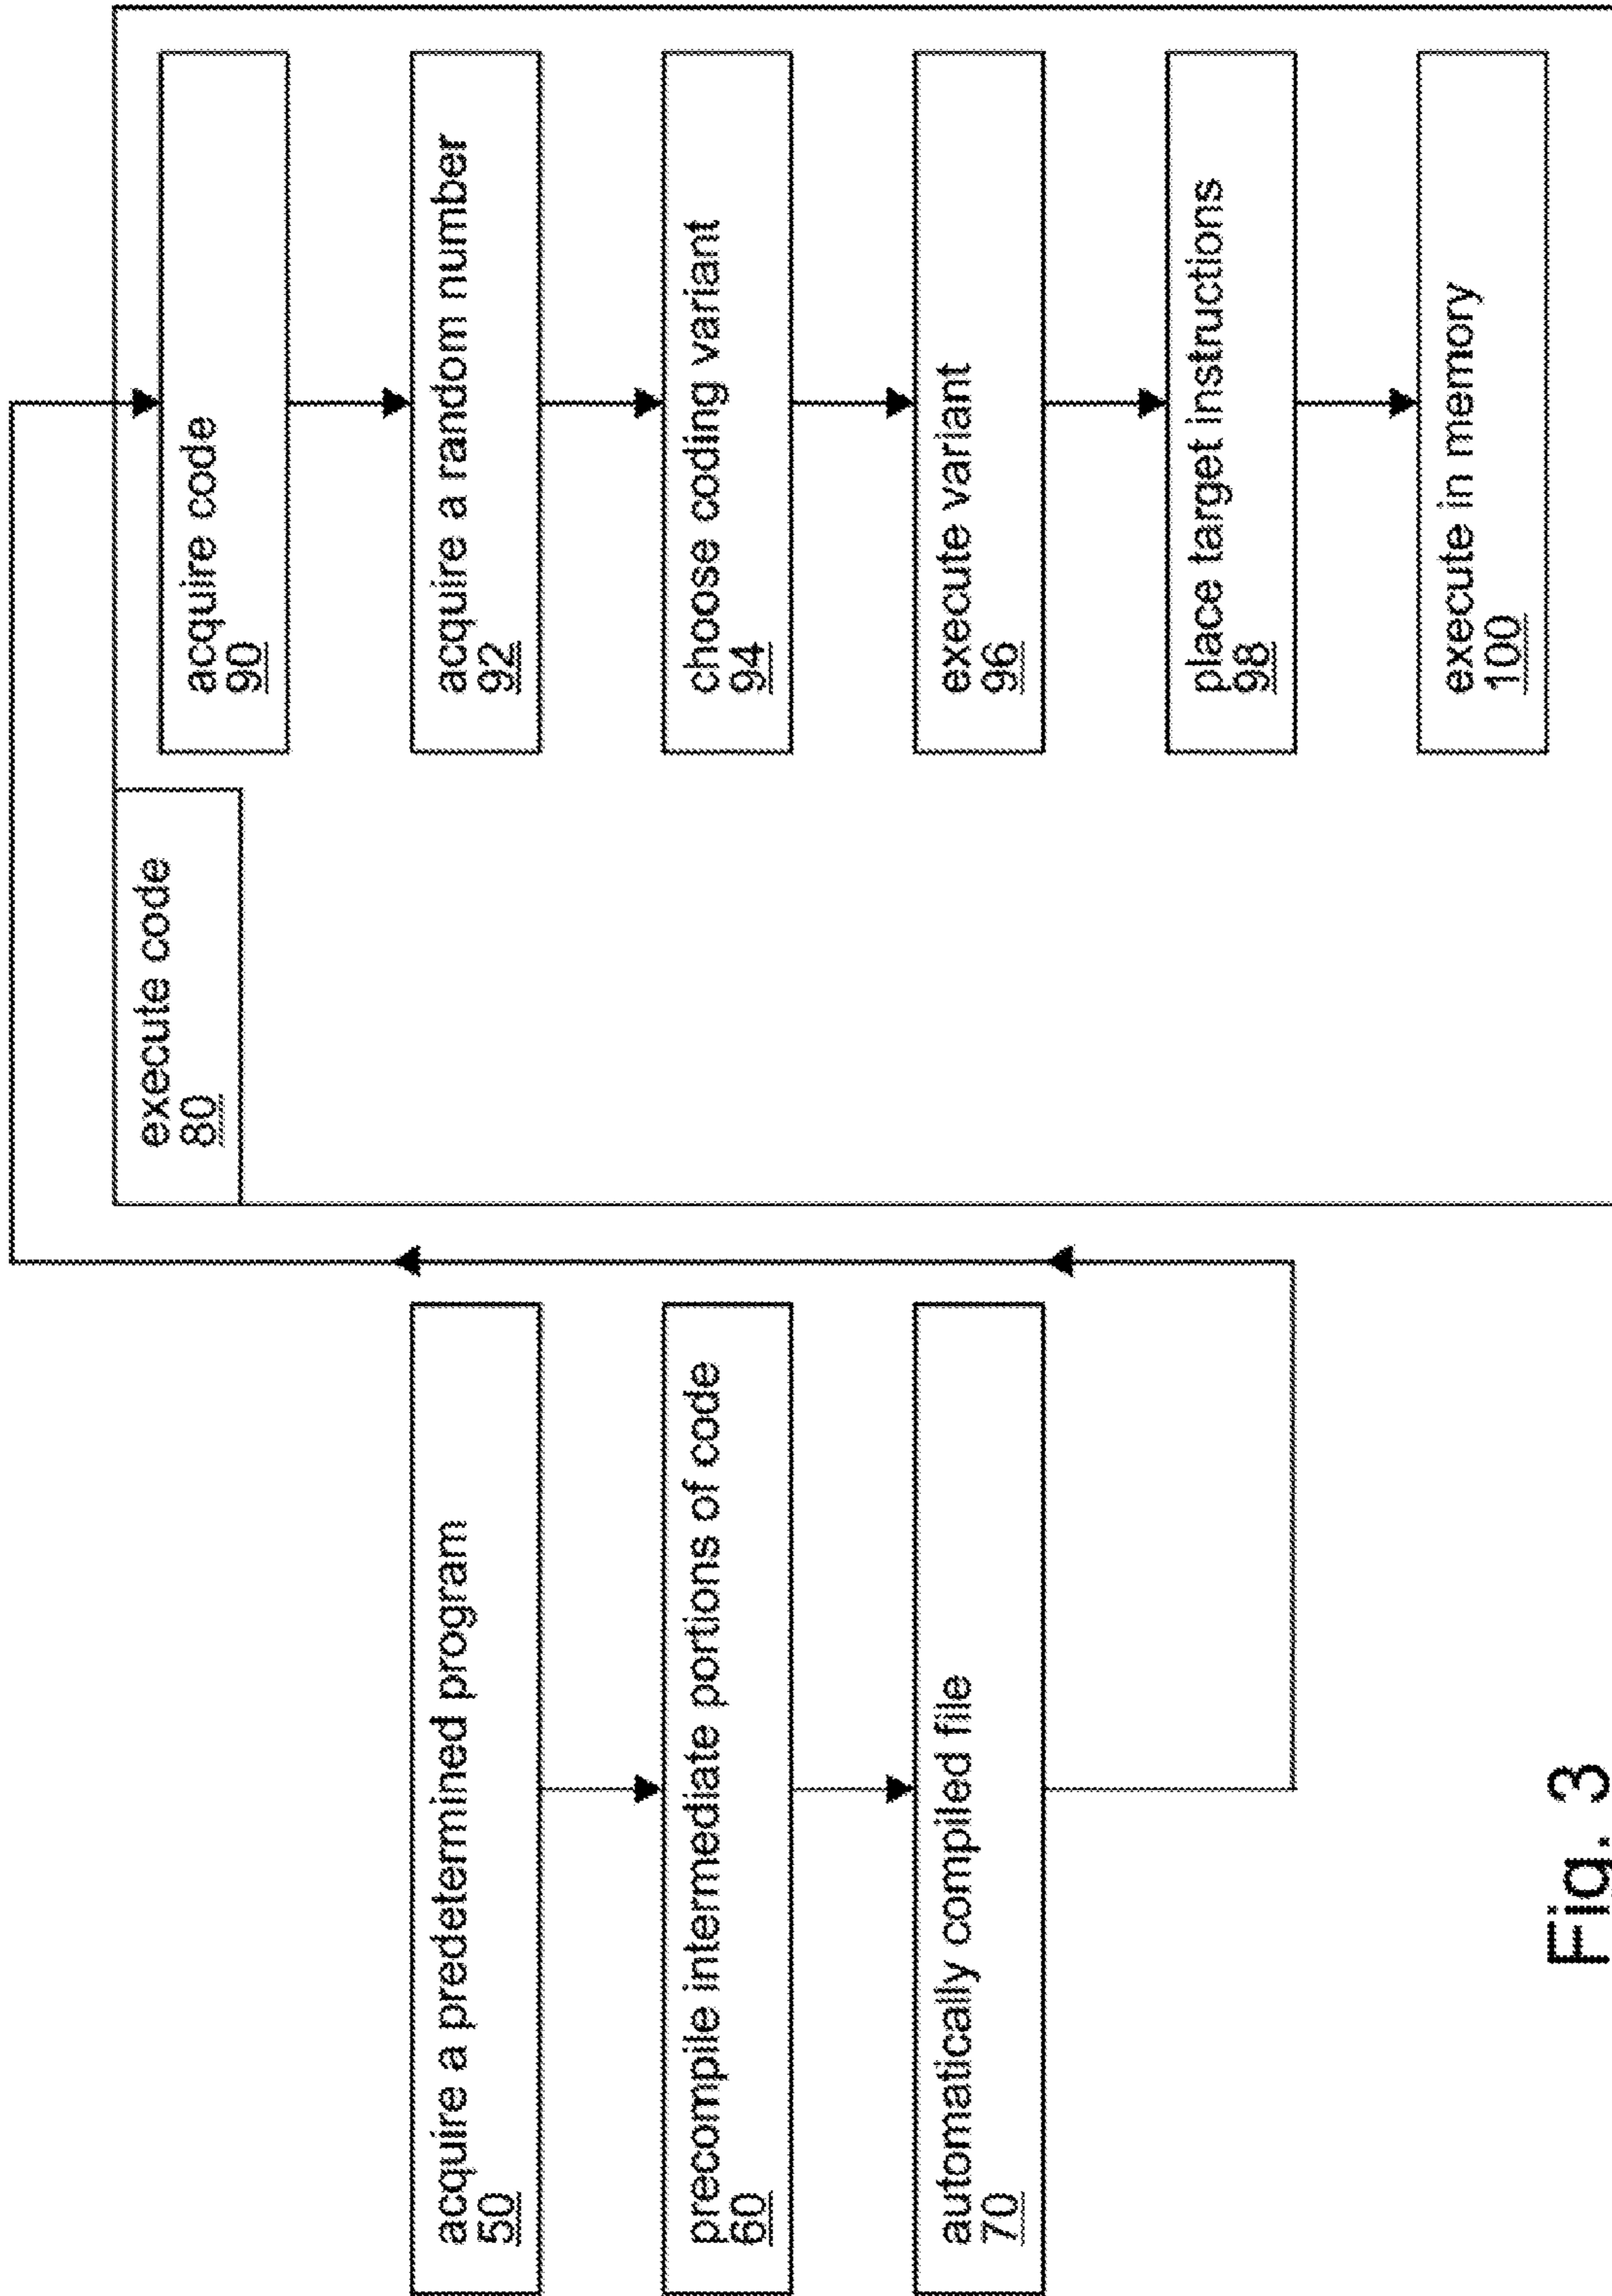 acquire a predetermined program
50
precompile intermediate portions of code
60
automatically compiled file
70
execute code
80
acquire code
90
acquire a random number
92
choose coding variant
94
execute variant
96
place target instructions
98
execute in memory
100
Fig. 3